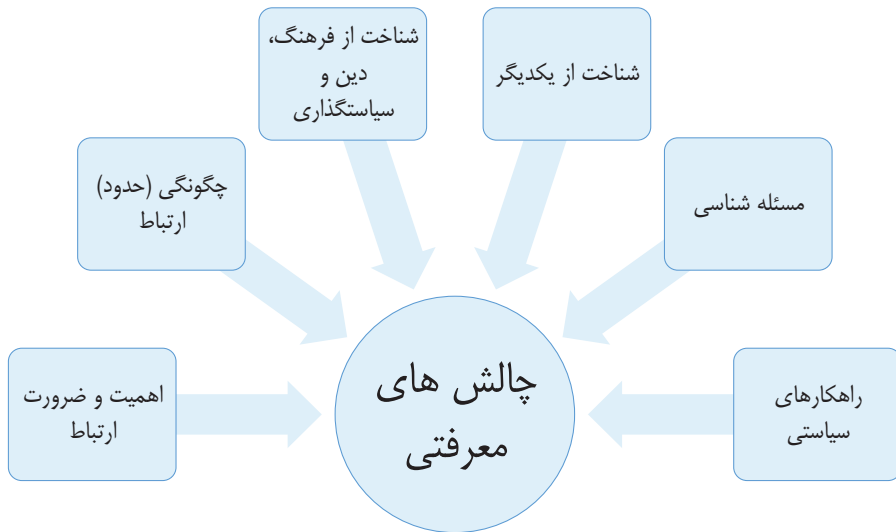 شناخت از یکدیگر
شناخت از فرهنگ،
دین و
سیاستگذاری
مسئله شناسی
چگونگی (حدود)
ارتباط
راهکارهای
سیاستی
چالش های
معرفتی
اهمیت و ضرورت
ارتباط